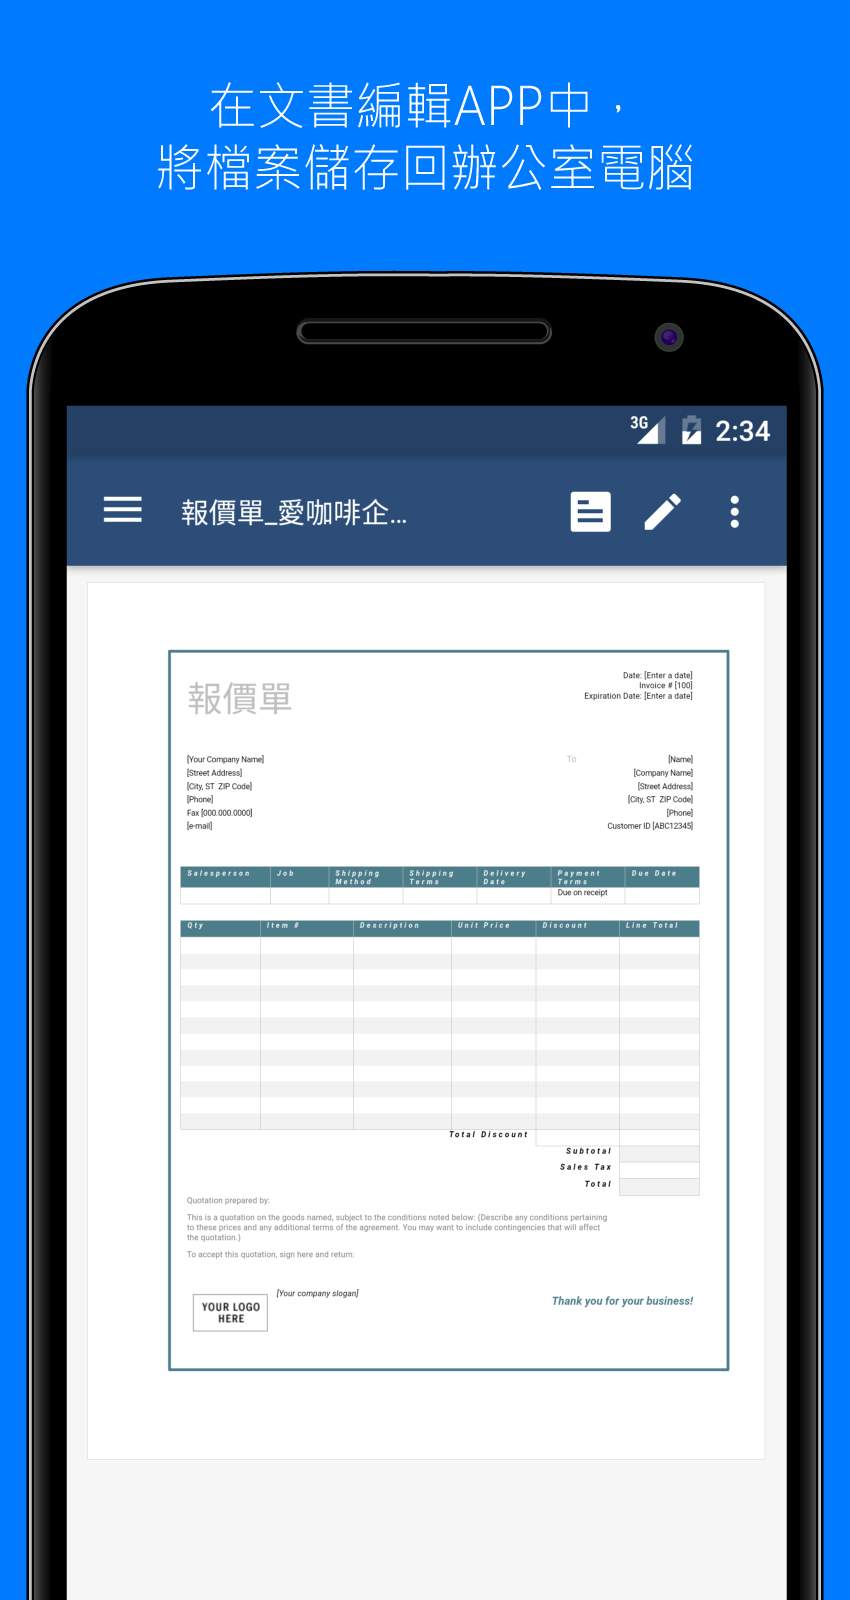 在文書編輯APP中，
將檔案儲存回辦公室電腦
3G 2:34
報價單_愛咖啡企...
報價單
Date: [Enter a date]
Invoice # [100]
Expiration Date: [Enter a date]
[Your Company Name]
[Street Address]
[City, ST  ZIP Code]
[Phone]
Fax [000.000.0000]
[e-mail]
To
[Name]
[Company Name]
[Street Address]
[City, ST  ZIP Code]
[Phone]
Customer ID [ABC12345]
Salesperson Job Shipping Method Shipping Terms Delivery Date Payment Terms Due Date
Due on receipt
Qty Item # Description Unit Price Discount Line Total
Total Discount
Subtotal
Sales Tax
Total
Quotation prepared by:
This is a quotation on the goods named, subject to the conditions noted below: (Describe any conditions pertaining
to these prices and any additional terms of the agreement. You may want to include contingencies that will affect
the quotation.)
To accept this quotation, sign here and return:
YOUR LOGO
HERE
[Your company slogan]
Thank you for your business!